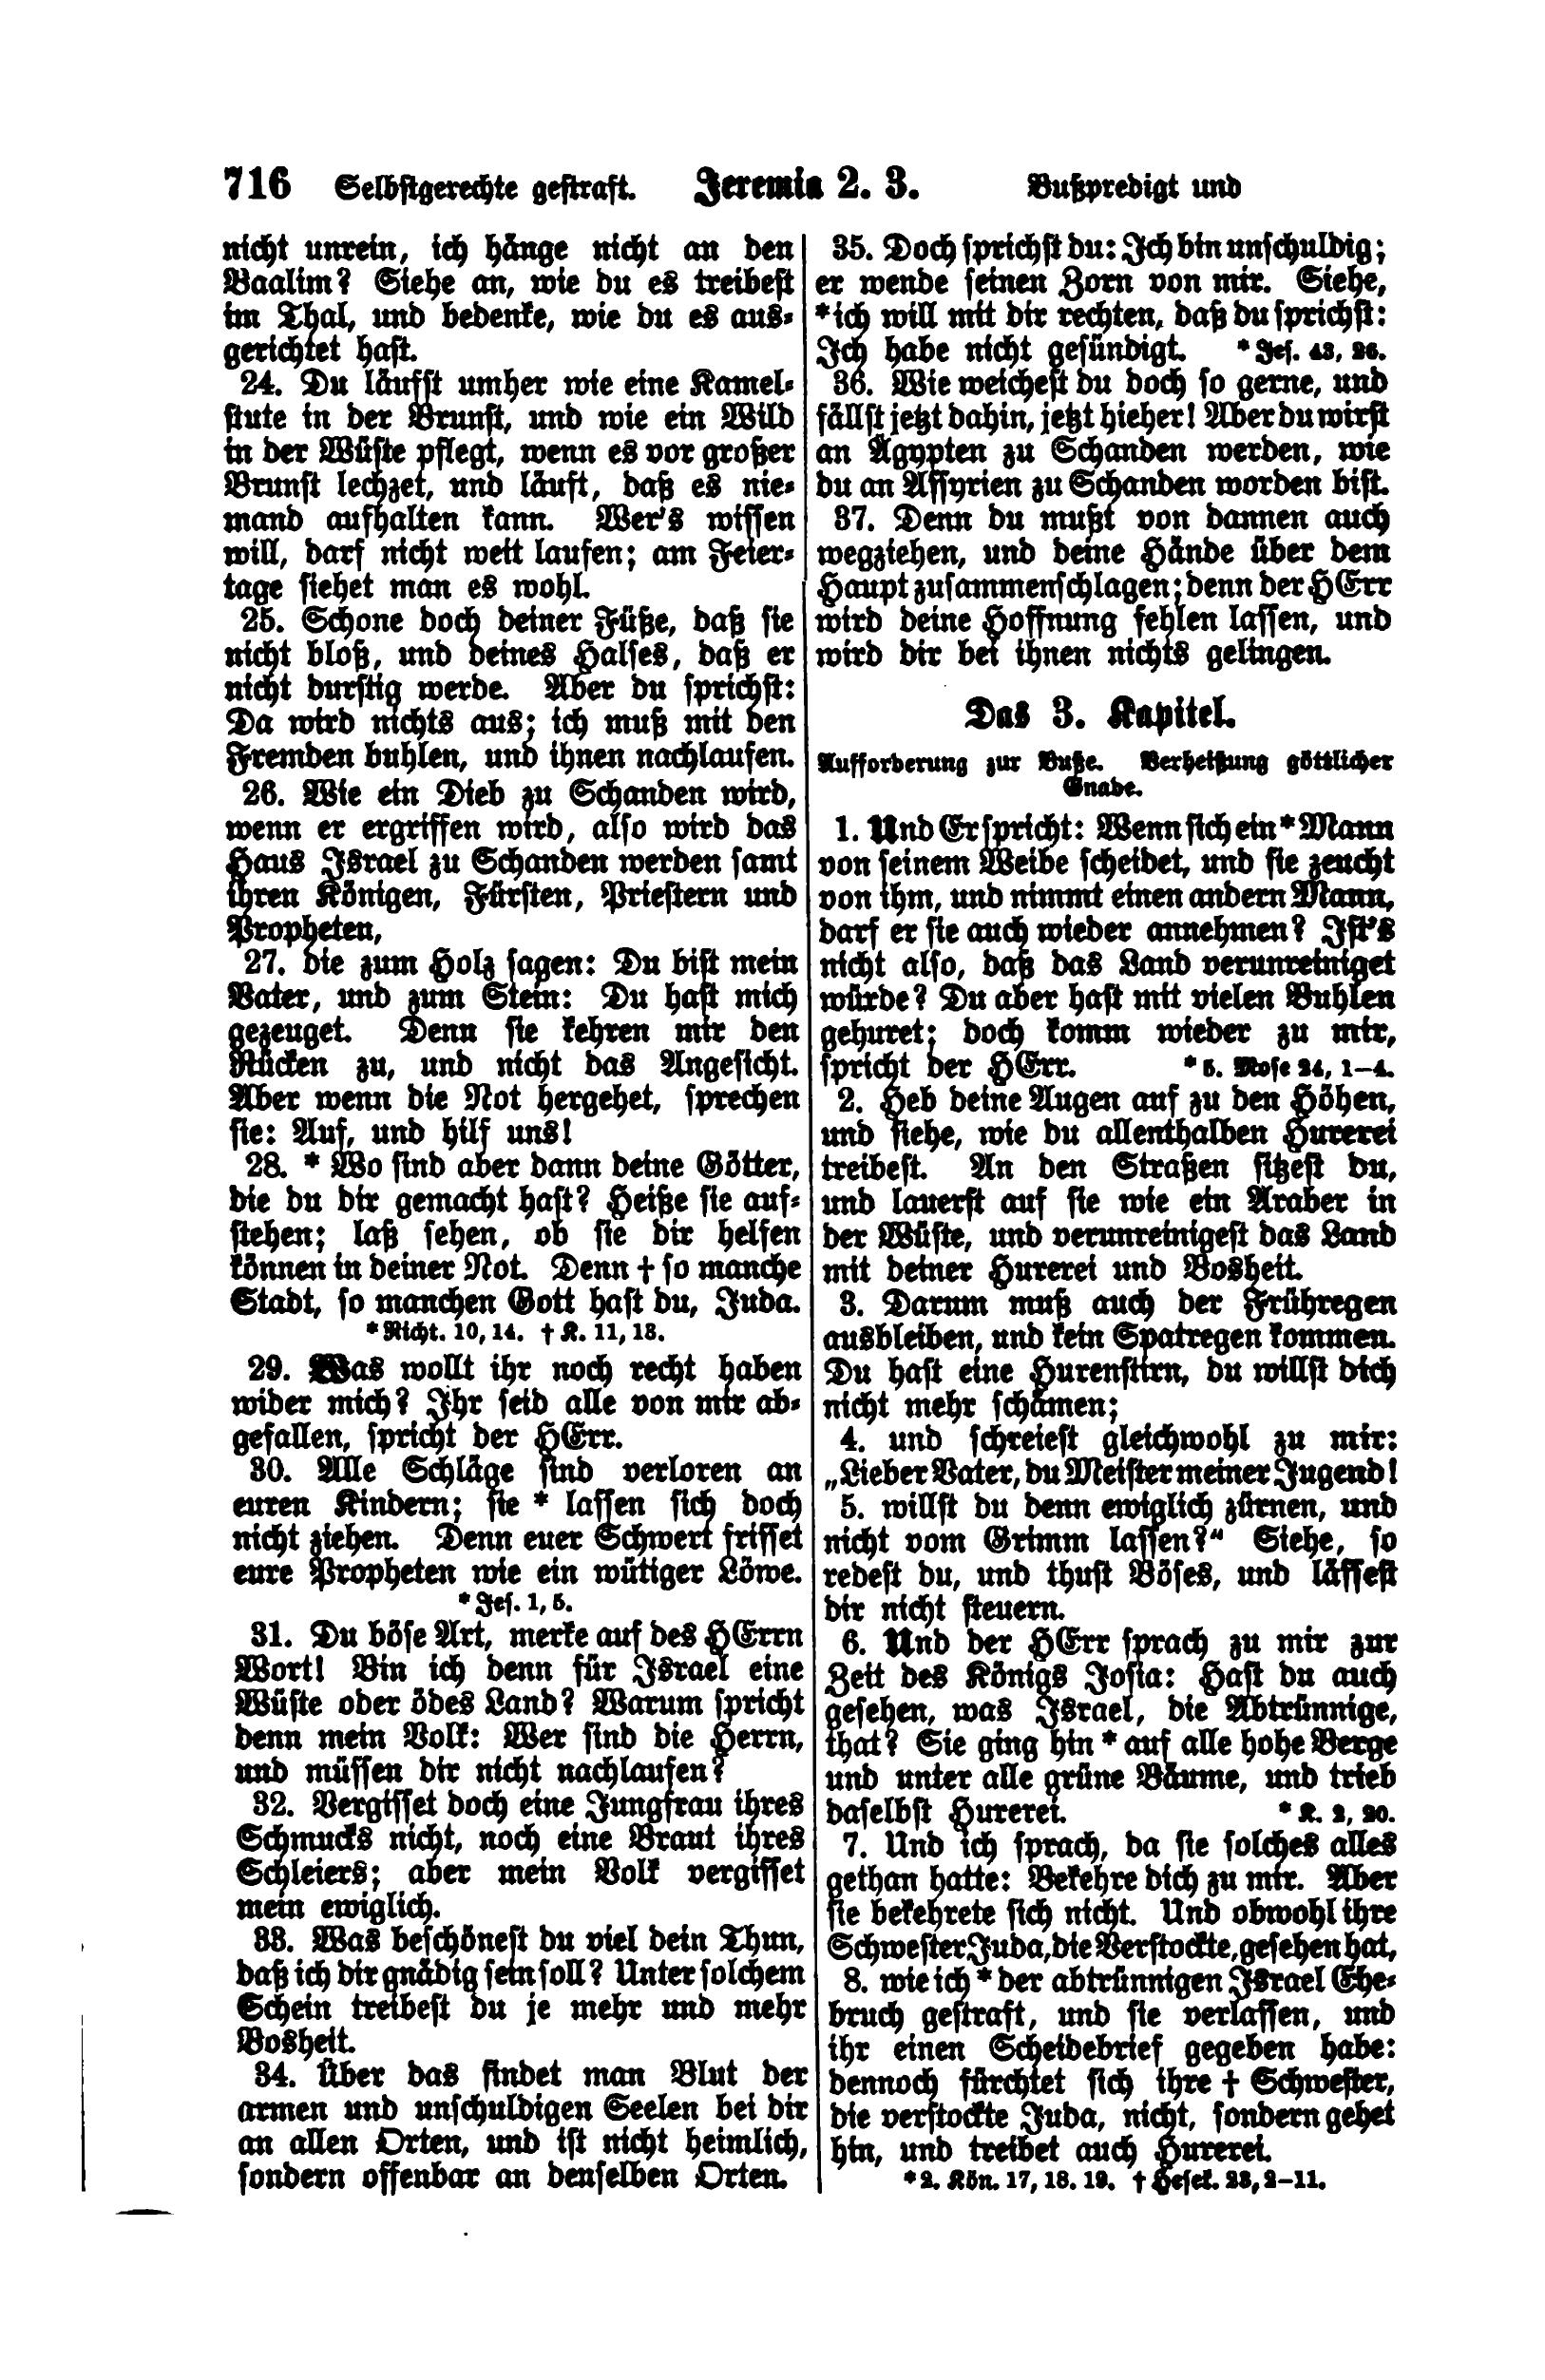 716 Selbstgerechte gestraft. Jeremia 2. 3. Bußpredigt und
nicht unrein, ich hänge nicht an den
Baalim? Siehe an, wie du es treibest
im Thal, und bedenke, wie du es aus-
gerichtet hast.
24. Du läufst umher wie eine Kamel-
stute in der Brunst, und wie ein Wild
in der Wüste pflegt, wenn es vor großer
Brunst lechzet, und läuft, daß es nie-
mand aufhalten kann. Wer's wissen
will, darf nicht weit laufen; am Feier-
tage siehet man es wohl.
25. Schone doch deiner Füße, daß sie
nicht bloß, und deines Halses, daß er
nicht durstig werde. Aber du sprichst:
Da wird nichts aus; ich muß mit den
Fremden buhlen, und ihnen nachlaufen.
26. Wie ein Dieb zu Schanden wird,
wenn er ergriffen wird, also wird das
Haus Israel zu Schanden werden samt
ihren Königen, Fürsten, Priestern und
Propheten,
27. die zum Holz sagen: Du bist mein
Vater, und zum Stein: Du hast mich
gezeuget. Denn sie kehren mir den
Rücken zu, und nicht das Angesicht.
Aber wenn die Not hergehet, sprechen
sie: Auf, und hilf uns!
28. * Wo sind aber dann deine Götter,
die du dir gemacht hast? Heiße sie auf-
stehen; laß sehen, ob sie dir helfen
können in deiner Not. Denn † so manche
Stadt, so manchen Gott hast du, Juda.
* Richt. 10, 14. † K. 11, 13.
29. Was wollt ihr noch recht haben
wider mich? Ihr seid alle von mir ab-
gefallen, spricht der HErr.
30. Alle Schläge sind verloren an
euren Kindern; sie * lassen sich doch
nicht ziehen. Denn euer Schwert frisset
eure Propheten wie ein wütiger Löwe.
* Jes. 1, 5.
31. Du böse Art, merke auf des HErrn
Wort! Bin ich denn für Israel eine
Wüste oder ödes Land? Warum spricht
denn mein Volk: Wer sind die Herrn,
und müssen dir nicht nachlaufen?
32. Vergisset doch eine Jungfrau ihres
Schmucks nicht, noch eine Braut ihres
Schleiers; aber mein Volk vergisset
mein ewiglich.
33. Was beschönest du viel dein Thun,
daß ich dir gnädig sein soll? Unter solchem
Schein treibest du je mehr und mehr
Bosheit.
34. Über das findet man Blut der
armen und unschuldigen Seelen bei dir
an allen Orten, und ist nicht heimlich,
sondern offenbar an denselben Orten.
35. Doch sprichst du: Ich bin unschuldig;
er wende seinen Zorn von mir. Siehe,
* ich will mit dir rechten, daß du sprichst:
Ich habe nicht gesündigt. * Jes. 43, 26.
36. Wie weichest du doch so gerne, und
fällst jetzt dahin, jetzt hieher! Aber du wirst
an Ägypten zu Schanden werden, wie
du an Assyrien zu Schanden worden bist.
37. Denn du mußt von dannen auch
wegziehen, und deine Hände über dem
Haupt zusammenschlagen; denn der HErr
wird deine Hoffnung fehlen lassen, und
wird dir bei ihnen nichts gelingen.
Das 3. Kapitel.
Aufforderung zur Buße. Verheißung göttlicher
Gnade.
1. Und Er spricht: Wenn sich ein * Mann
von seinem Weibe scheidet, und sie zeucht
von ihm, und nimmt einen andern Mann,
darf er sie auch wieder annehmen? Ist's
nicht also, daß das Land verunreiniget
würde? Du aber hast mit vielen Buhlen
gehuret; doch komm wieder zu mir,
spricht der HErr. * 5. Mose 24, 1–4.
2. Heb deine Augen auf zu den Höhen,
und siehe, wie du allenthalben Hurerei
treibest. An den Straßen sitzest du,
und lauerst auf sie wie ein Araber in
der Wüste, und verunreinigest das Land
mit deiner Hurerei und Bosheit.
3. Darum muß auch der Frühregen
ausbleiben, und kein Spatregen kommen.
Du hast eine Hurenstirn, du willst dich
nicht mehr schämen;
4. und schreiest gleichwohl zu mir:
„Lieber Vater, du Meister meiner Jugend!
5. willst du denn ewiglich zürnen, und
nicht vom Grimm lassen?“ Siehe, so
redest du, und thust Böses, und lässest
dir nicht steuern.
6. Und der HErr sprach zu mir zur
Zeit des Königs Josia: Hast du auch
gesehen, was Israel, die Abtrünnige,
that? Sie ging hin * auf alle hohe Berge
und unter alle grüne Bäume, und trieb
daselbst Hurerei. * K. 2, 20.
7. Und ich sprach, da sie solches alles
gethan hatte: Bekehre dich zu mir. Aber
sie bekehrete sich nicht. Und obwohl ihre
Schwester Juda, die Verstockte, gesehen hat,
8. wie ich * der abtrünnigen Israel Ehe-
bruch gestraft, und sie verlassen, und
ihr einen Scheidebrief gegeben habe:
dennoch fürchtet sich ihre † Schwester,
die verstockte Juda, nicht, sondern gehet
hin, und treibet auch Hurerei.
* 2. Kön. 17, 18. 19. † Hesek. 23, 2–11.